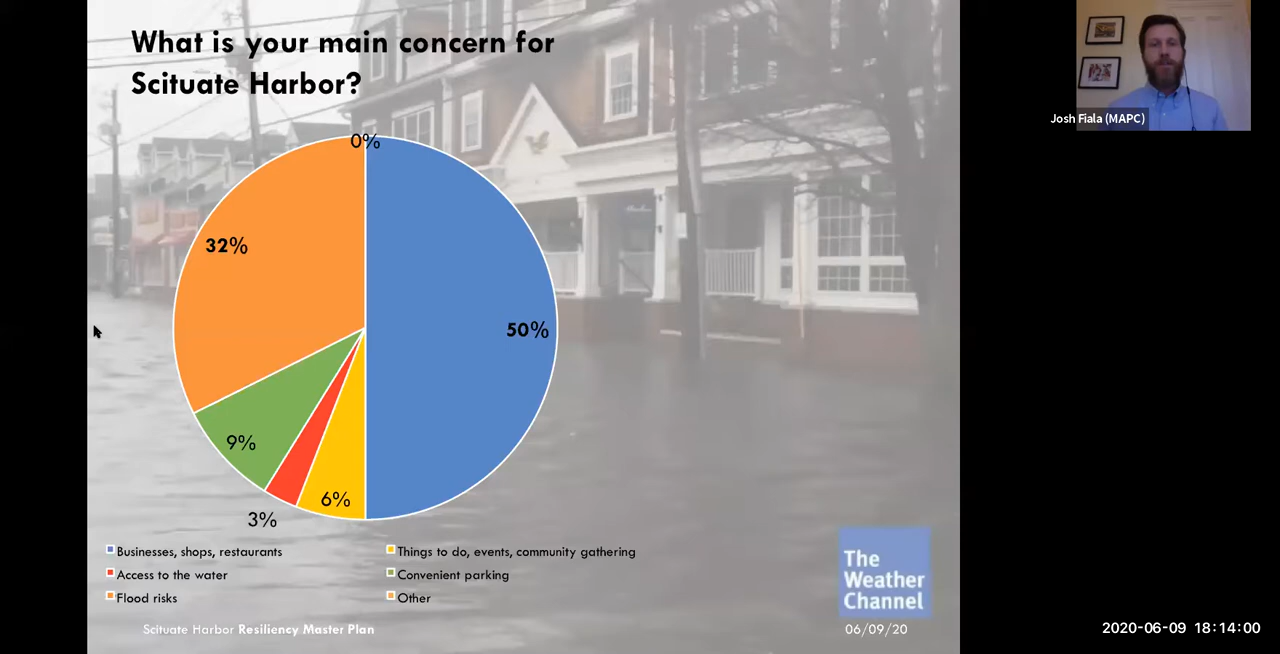 What is your main concern for
Scituate Harbor?
Josh Fiala (MAPC)
0%
32%
50%
9%
6%
3%
Businesses, shops, restaurants
Things to do, events, community gathering
Access to the water
Convenient parking
Flood risks
Other
The
Weather
Channel
Scituate Harbor Resiliency Master Plan
06/09/20
2020-06-09 18:14:00